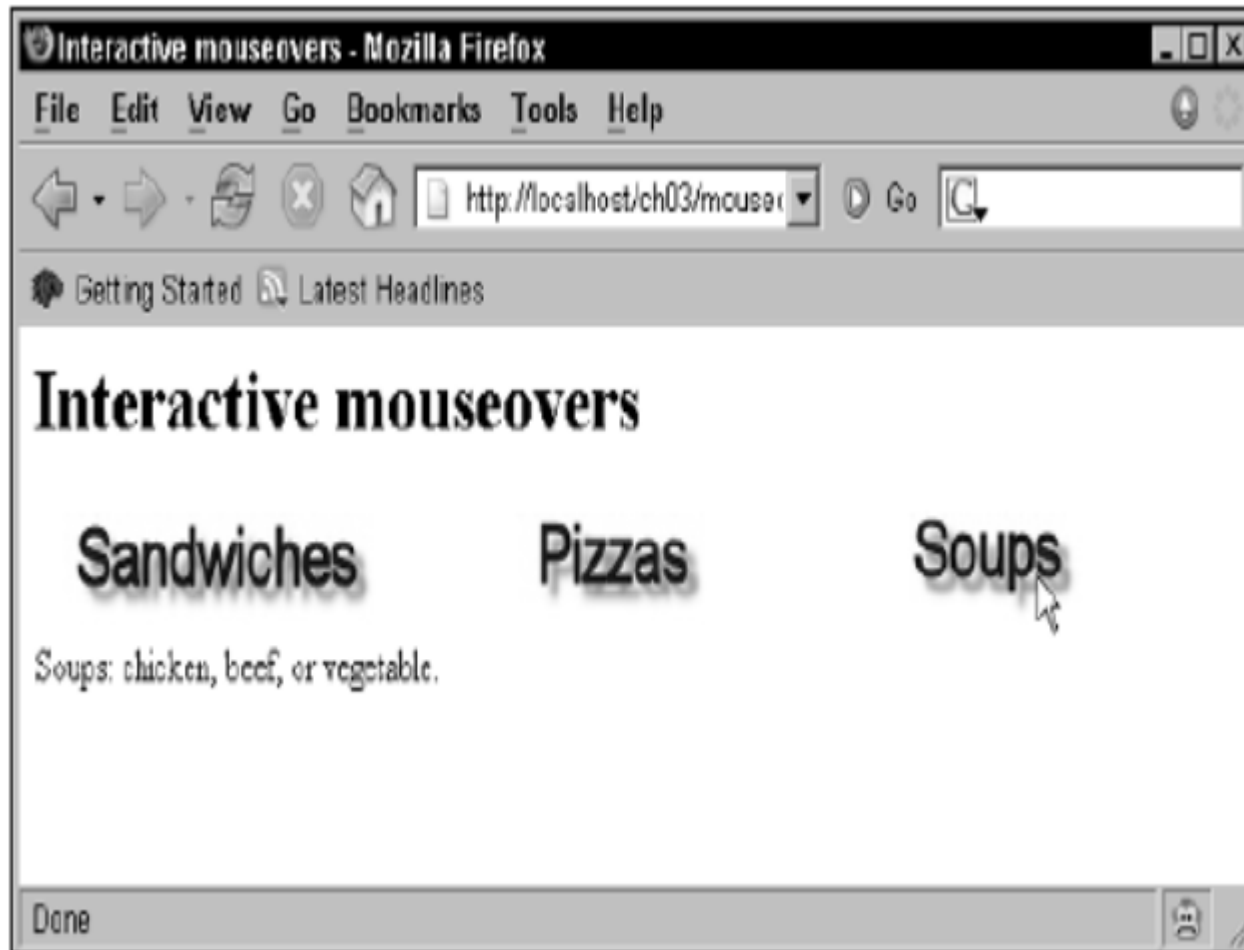 Interactive mouseovers - Mozilla Firefox
File Edit View Go Bookmarks Tools Help
http://localhost/ch03/mouse Go G
Getting Started Latest Headlines
Interactive mouseovers
Sandwiches Pizzas Soups
Soups: chicken, beef, or vegetable.
Done